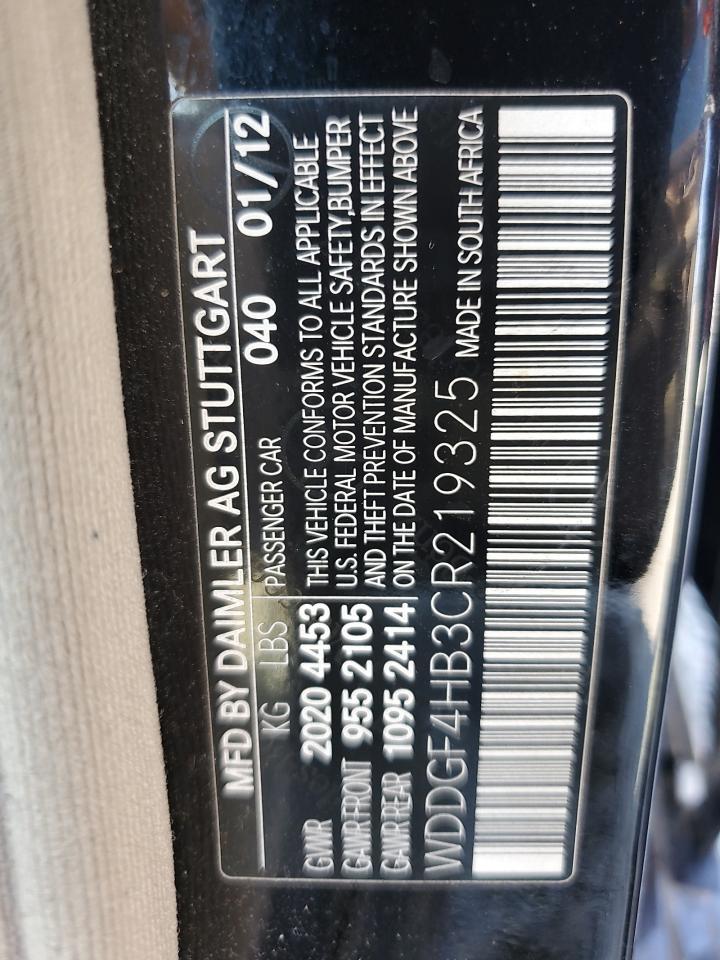 MFD BY DAIMLER AG STUTTGART
040 01/12
KG LBS PASSENGER CAR
GVWR 2020 4453 THIS VEHICLE CONFORMS TO ALL APPLICABLE
GAWR FRONT 955 2105 U.S. FEDERAL MOTOR VEHICLE SAFETY,BUMPER
AND THEFT PREVENTION STANDARDS IN EFFECT
GAWR REAR 1095 2414 ON THE DATE OF MANUFACTURE SHOWN ABOVE
WDDGF4HB3CR219325 MADE IN SOUTH AFRICA